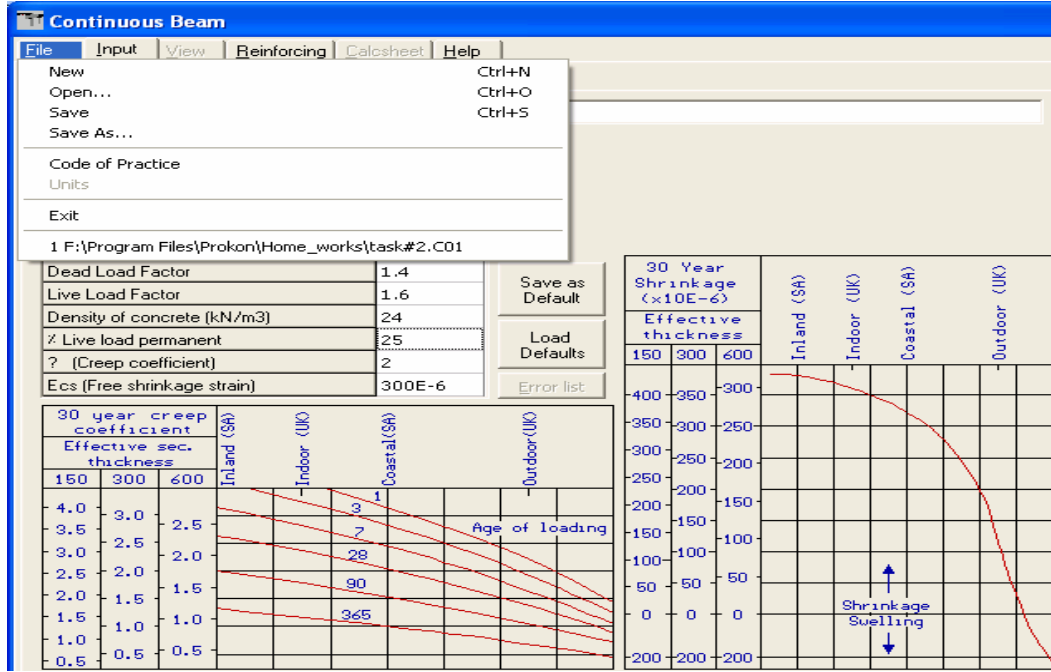 Continuous Beam
File Input View Reinforcing Calcsheet Help
New Ctrl+N
Open... Ctrl+O
Save Ctrl+S
Save As...
Code of Practice
Units
Exit
1 F:\Program Files\Prokon\Home_works\task#2.C01
Dead Load Factor 1.4
Live Load Factor 1.6
Density of concrete (kN/m3) 24
% Live load permanent 25
? (Creep coefficient) 2
Ecs (Free shrinkage strain) 300E-6
Save as
Default
Load
Defaults
Error list
30 Year
Shrinkage
(x10E-6)
Effective
thickness
150 300 600
Inland (SA)
Indoor (UK)
Coastal (SA)
Outdoor (UK)
400 350 300
350 300 250
300 250 200
250 200 150
200 150 100
150 100 50
100 50 0
50 0 200
0 200
200
Shrinkage
Swelling
30 year creep
coefficient
Effective sec.
thickness
150 300 600
Inland (SA)
Indoor (UK)
Coastal(SA)
Outdoor(UK)
4.0 3.0 2.5
3.5 2.5 2.0
3.0 2.0 1.5
2.5 1.5 1.0
2.0 1.0 0.5
1.5 0.5
1.0
0.5
1
3
7
28
90
365
Age of loading